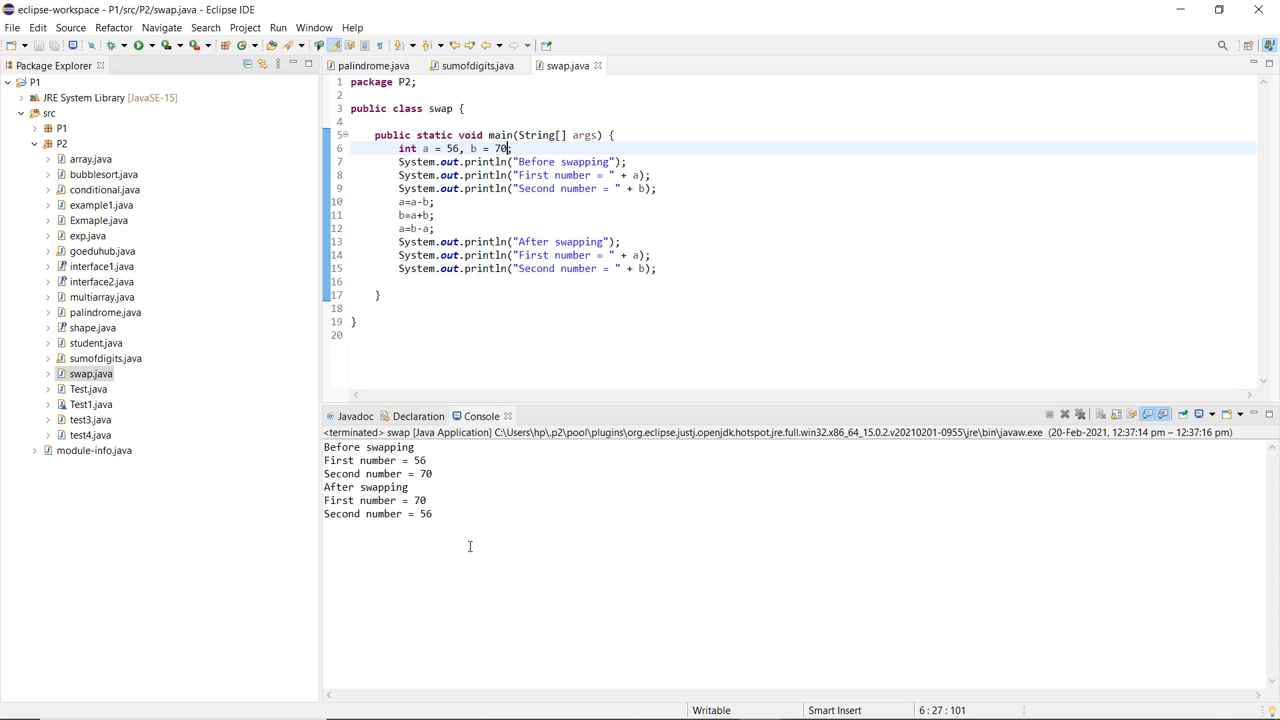 eclipse-workspace - P1/src/P2/swap.java - Eclipse IDE
File Edit Source Refactor Navigate Search Project Run Window Help
Package Explorer
palindrome.java sumofdigits.java swap.java
P1
JRE System Library [JavaSE-15]
src
P1
P2
array.java
bubblesort.java
conditional.java
example1.java
Exmaple.java
exp.java
goeduhub.java
interface1.java
interface2.java
multiarray.java
palindrome.java
shape.java
student.java
sumofdigits.java
swap.java
Test.java
Test1.java
test3.java
test4.java
module-info.java
1 package P2;
2
3 public class swap {
4
5 public static void main(String[] args) {
6 int a = 56, b = 70;
7 System.out.println("Before swapping");
8 System.out.println("First number = " + a);
9 System.out.println("Second number = " + b);
10 a=a-b;
11 b=a+b;
12 a=b-a;
13 System.out.println("After swapping");
14 System.out.println("First number = " + a);
15 System.out.println("Second number = " + b);
16
17 }
18
19 }
20
Javadoc Declaration Console
<terminated> swap [Java Application] C:\Users\hp\.p2\pool\plugins\org.eclipse.justj.openjdk.hotspot.jre.full.win32.x86_64_15.0.2.v20210201-0955\jre\bin\javaw.exe (20-Feb-2021, 12:37:14 pm – 12:37:16 pm)
Before swapping
First number = 56
Second number = 70
After swapping
First number = 70
Second number = 56
Writable Smart Insert 6 : 27 : 101